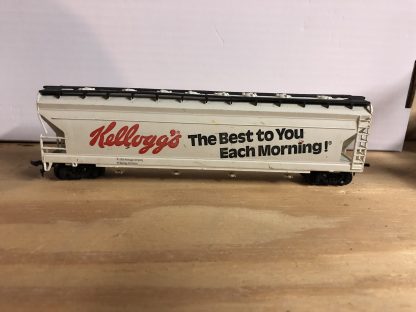 Kellogg's
The Best to You
Each Morning!®